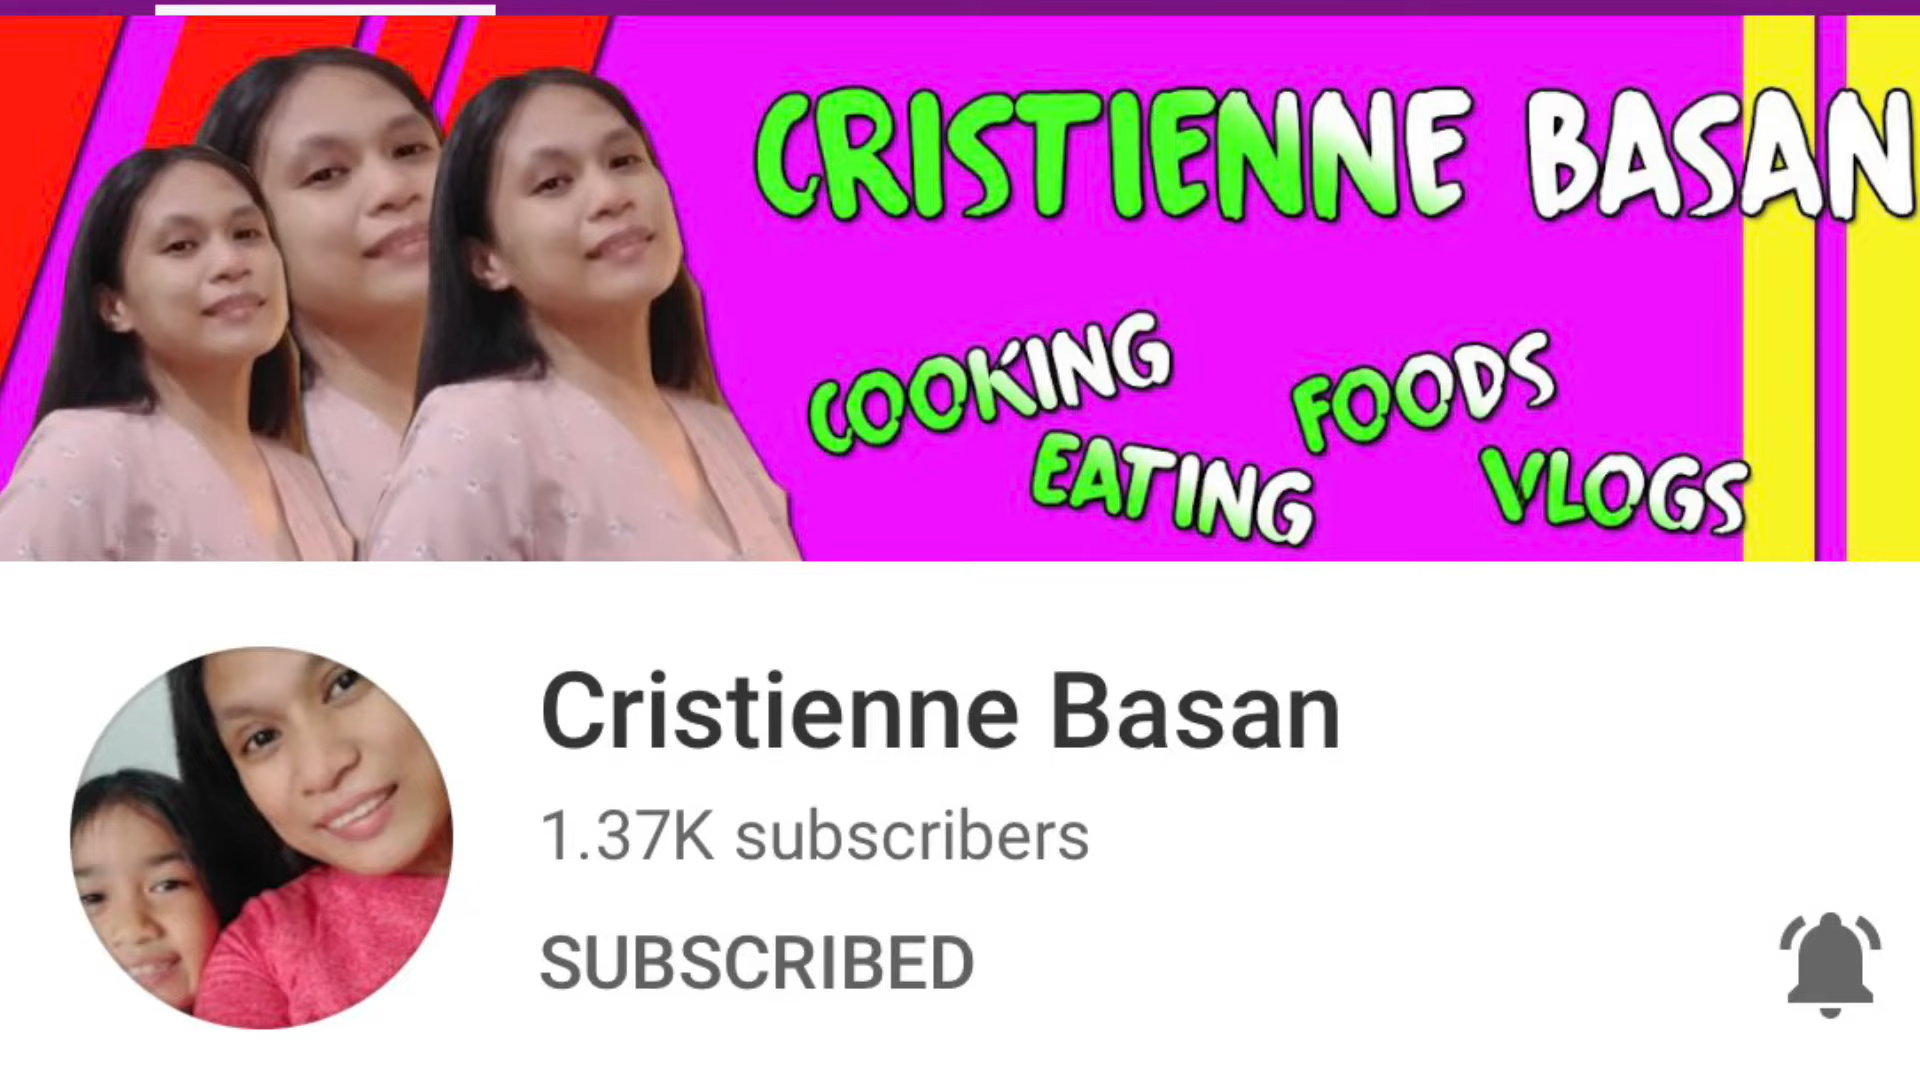 CRISTIENNE BASAN
COOKING
FOODS
EATING
VLOGS
Cristienne Basan
1.37K subscribers
SUBSCRIBED